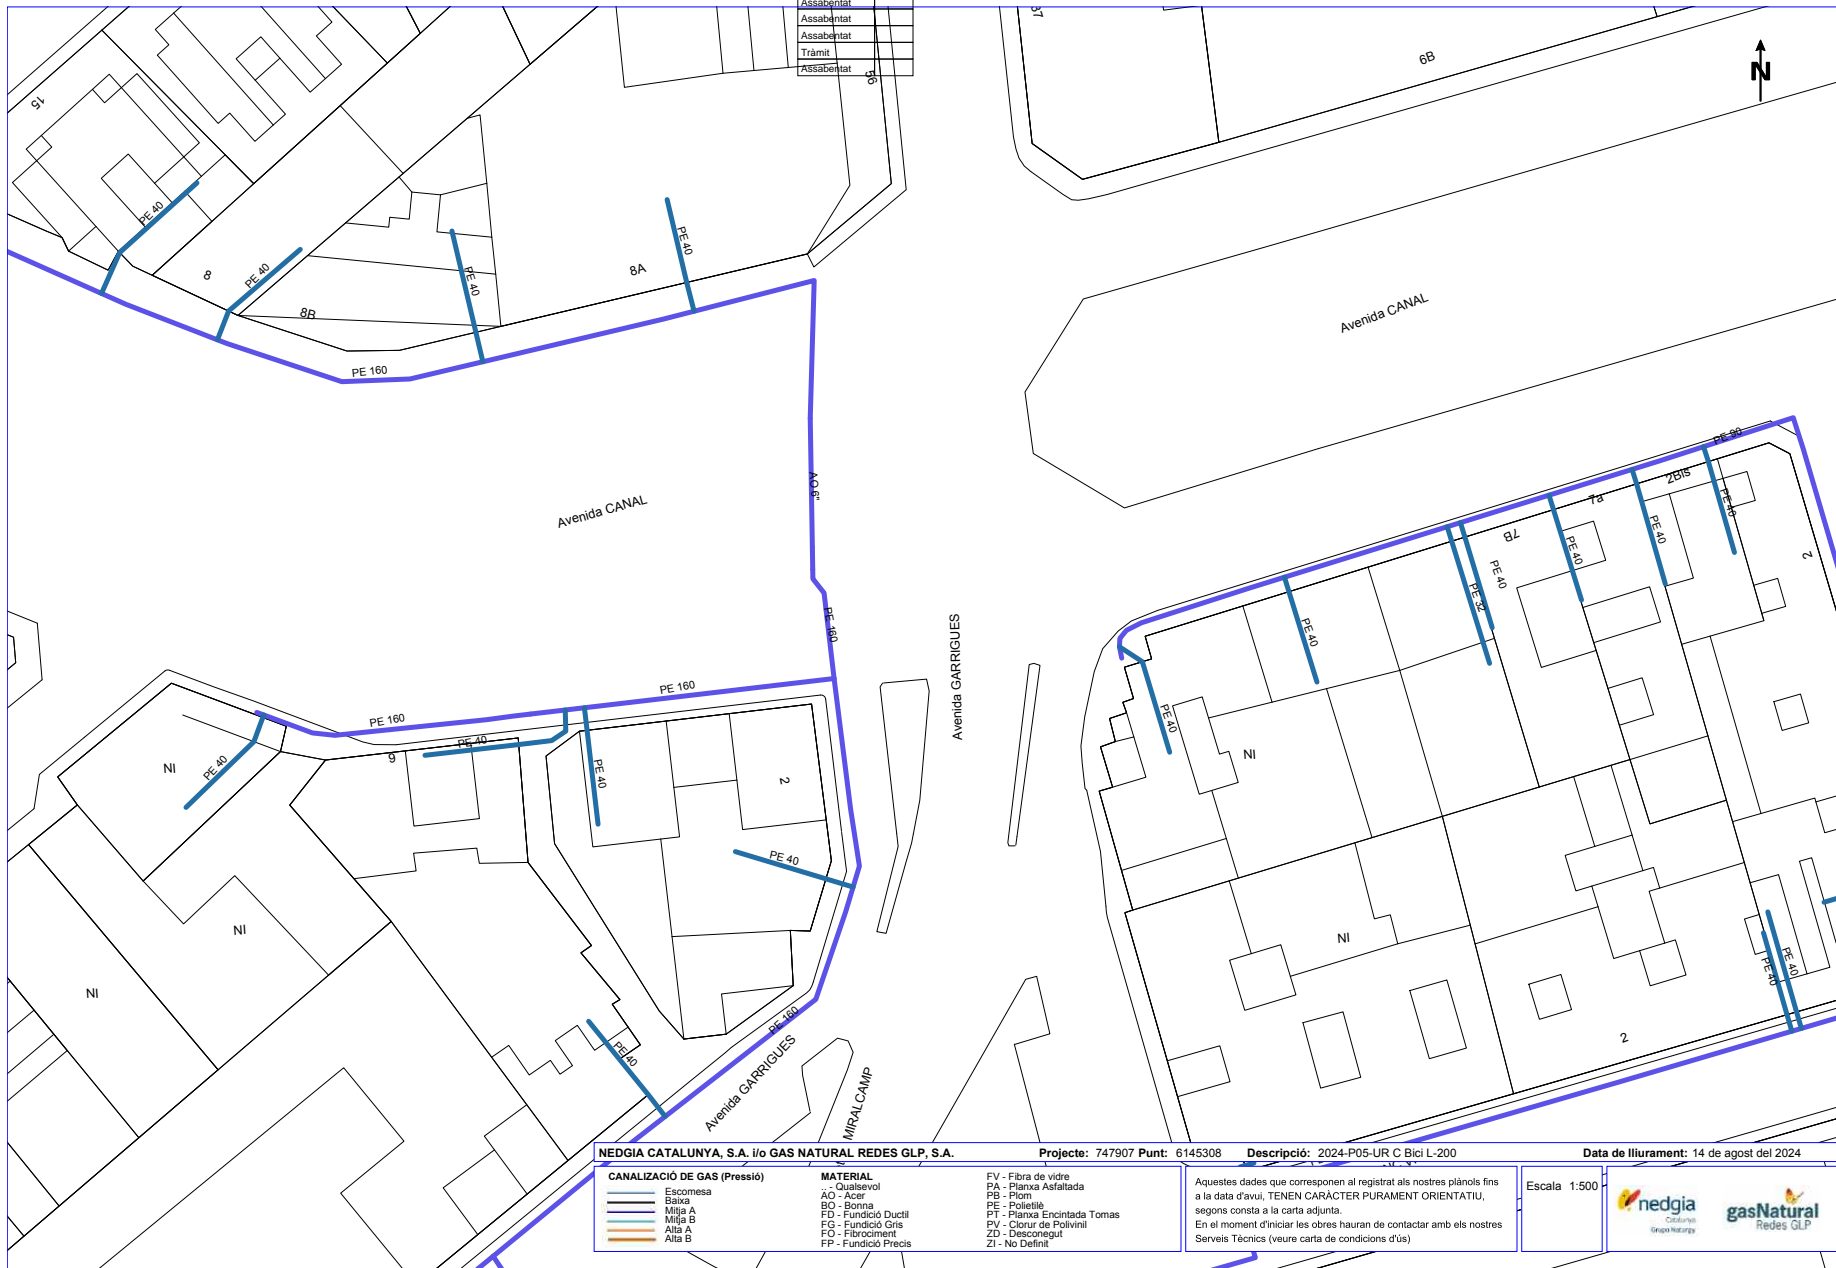 Assabentat
Assabentat
Assabentat
Tràmit
Assabentat
56
37
6B
N
15
PE 40
8
PE 40
8B
PE 40
8A
PE 40
PE 160
Avenida CANAL
Avenida CANAL
AO 6"
PE 160
PE 160
PE 160
Avenida GARRIGUES
PE 90
2Bis
7a
7B
PE 40
PE 40
PE 40
PE 40
PE 32
PE 40
PE 40
2
NI
PE 40
9
PE 40
PE 40
2
PE 40
NI
NI
NI
NI
PE 40
PE 40
2
PE 160
PE 40
Avenida GARRIGUES
MIRALCAMP
NEDGIA CATALUNYA, S.A. i/o GAS NATURAL REDES GLP, S.A. Projecte: 747907 Punt: 6145308 Descripció: 2024-P05-UR C Bici L-200 Data de lliurament: 14 de agost del 2024
CANALIZACIÓ DE GAS (Pressió)
Escomesa
Baixa
Mitja A
Mitja B
Alta A
Alta B
MATERIAL
.. - Qualsevol
AO - Acer
BO - Bonna
FD - Fundició Ductil
FG - Fundició Gris
FO - Fibrociment
FP - Fundició Precis
FV - Fibra de vidre
PA - Planxa Asfaltada
PB - Plom
PE - Polietilè
PT - Planxa Encintada Tomas
PV - Clorur de Polivinil
ZD - Desconegut
ZI - No Definit
Aquestes dades que corresponen al registrat als nostres plànols fins
a la data d'avui, TENEN CARÀCTER PURAMENT ORIENTATIU,
segons consta a la carta adjunta.
En el moment d'iniciar les obres hauran de contactar amb els nostres
Serveis Tècnics (veure carta de condicions d'ús)
Escala 1:500
nedgia
Catalunya
Grupo Naturgy
gasNatural
Redes GLP